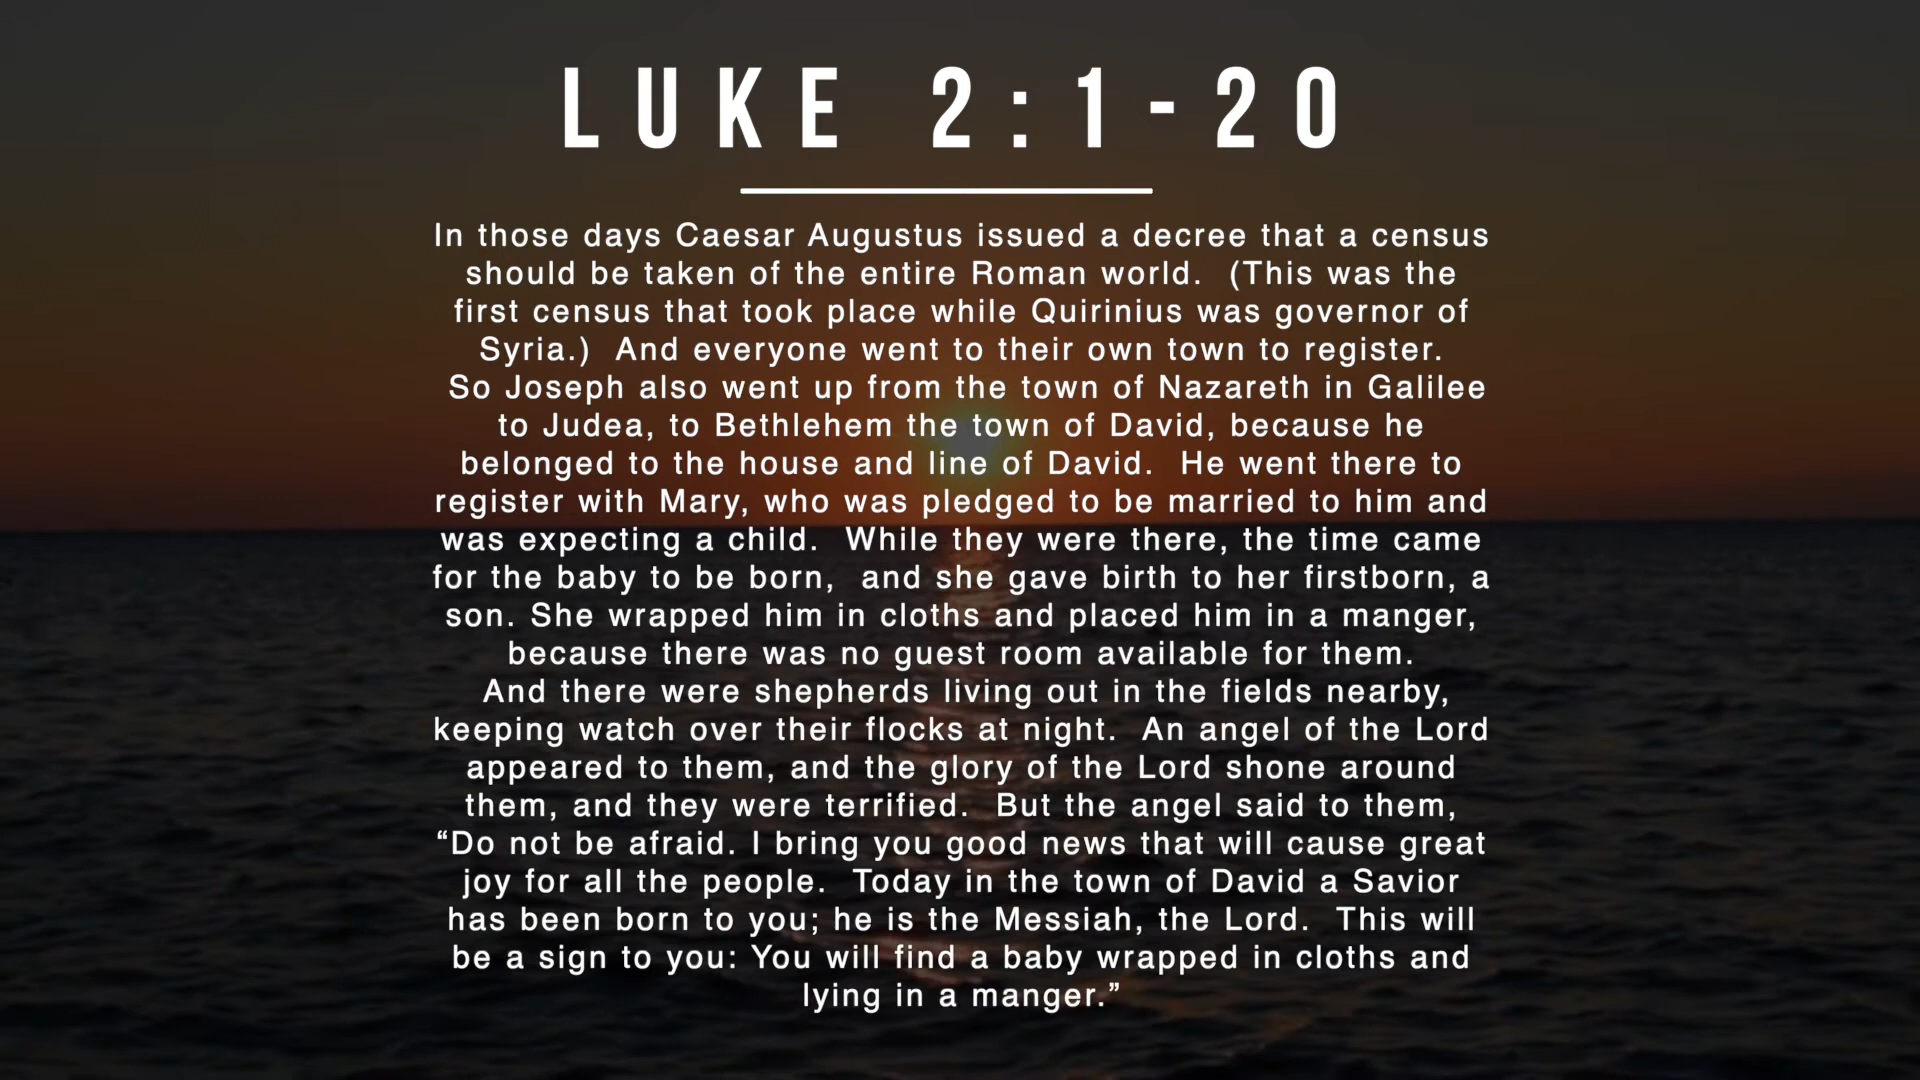 LUKE 2:1-20
In those days Caesar Augustus issued a decree that a census
should be taken of the entire Roman world.  (This was the
first census that took place while Quirinius was governor of
Syria.)  And everyone went to their own town to register.
So Joseph also went up from the town of Nazareth in Galilee
to Judea, to Bethlehem the town of David, because he
belonged to the house and line of David.  He went there to
register with Mary, who was pledged to be married to him and
was expecting a child.  While they were there, the time came
for the baby to be born,  and she gave birth to her firstborn, a
son. She wrapped him in cloths and placed him in a manger,
because there was no guest room available for them.
And there were shepherds living out in the fields nearby,
keeping watch over their flocks at night.  An angel of the Lord
appeared to them, and the glory of the Lord shone around
them, and they were terrified.  But the angel said to them,
“Do not be afraid. I bring you good news that will cause great
joy for all the people.  Today in the town of David a Savior
has been born to you; he is the Messiah, the Lord.  This will
be a sign to you: You will find a baby wrapped in cloths and
lying in a manger.”